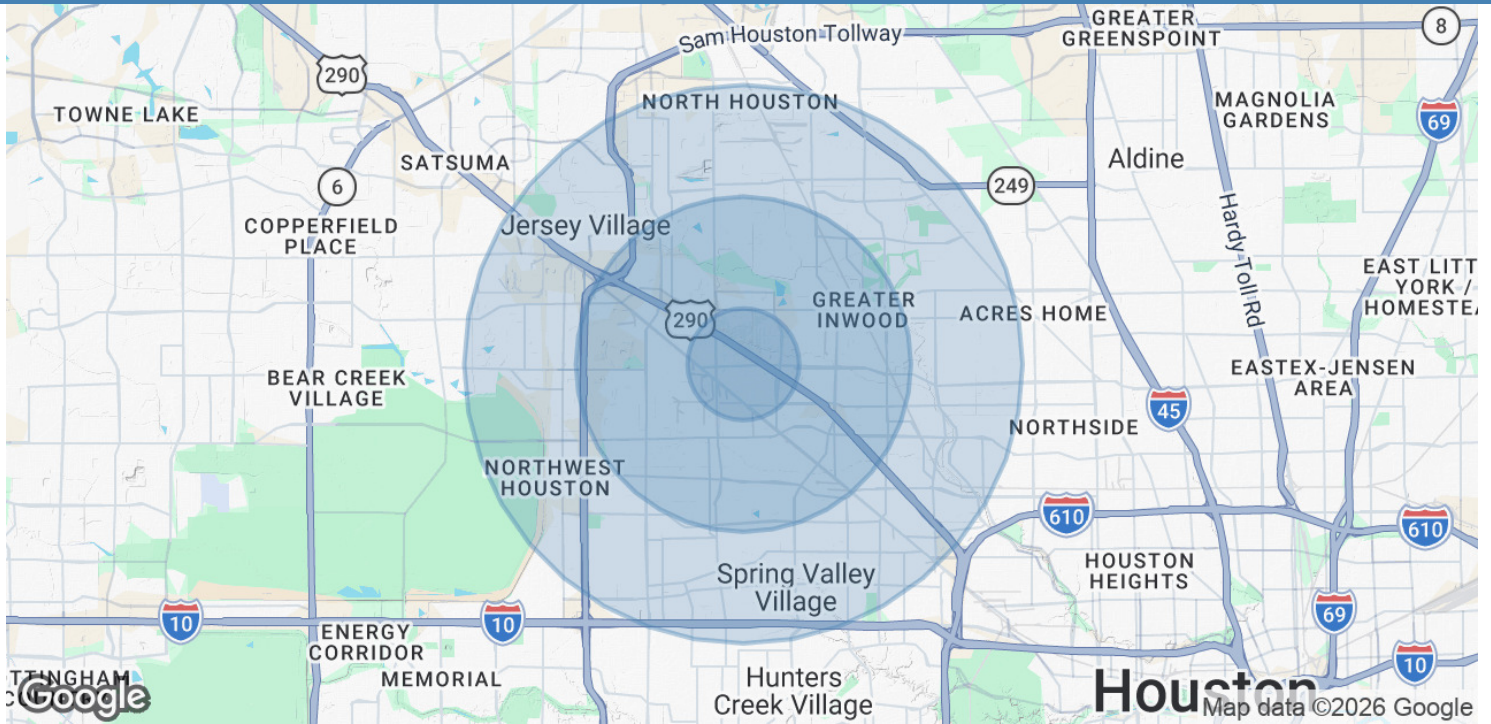 GREATER
GREENSPOINT
8
Sam Houston Tollway
290
TOWNE LAKE
NORTH HOUSTON
MAGNOLIA
GARDENS
69
SATSUMA
Aldine
6
249
COPPERFIELD
PLACE
Jersey Village
Hardy Toll Rd
EAST LITT
YORK /
HOMESTEA
GREATER
INWOOD
ACRES HOME
290
BEAR CREEK
VILLAGE
EASTEX-JENSEN
AREA
45
NORTHSIDE
NORTHWEST
HOUSTON
610
610
HOUSTON
HEIGHTS
Spring Valley
Village
69
10
10
ENERGY
CORRIDOR
MEMORIAL
10
TTINGHAM
Google
Hunters
Creek Village
Houston
Map data ©2026 Google